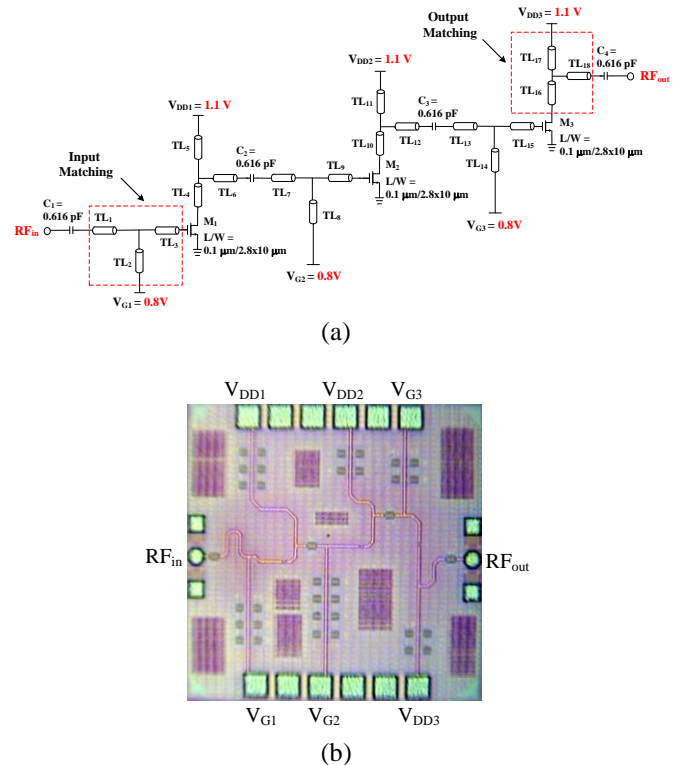 Output
Matching
V_DD3 = 1.1 V
TL17
C4 =
0.616 pF
TL18
RFout
TL16
V_DD2 = 1.1 V
TL11
C3 =
0.616 pF
TL12
TL13
TL15
M3
L/W =
0.1 μm/2.8x10 μm
TL10
TL14
V_DD1 = 1.1 V
TL5
C2 =
0.616 pF
TL6
TL7
TL9
M2
L/W =
0.1 μm/2.8x10 μm
VG3 = 0.8V
Input
Matching
TL4
TL8
C1 =
0.616 pF
TL1
TL3
M1
L/W =
0.1 μm/2.8x10 μm
RFin
TL2
VG2 = 0.8V
VG1 = 0.8V
(a)
VDD1 VDD2 VG3
RFin RFout
VG1 VG2 VDD3
(b)